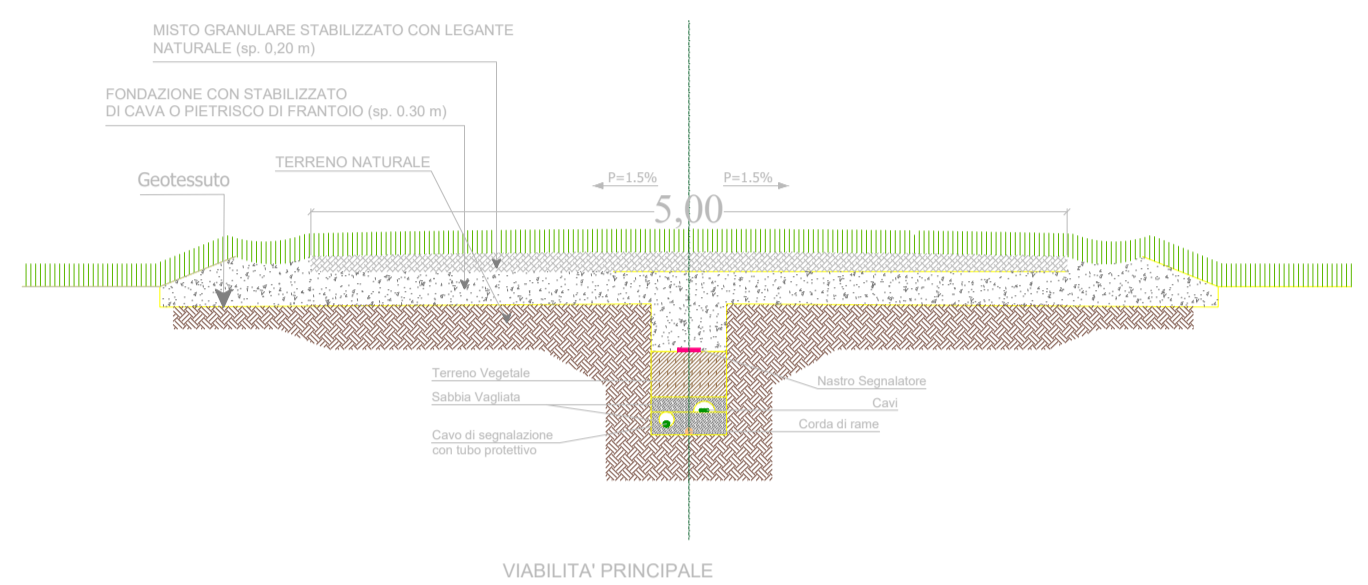 MISTO GRANULARE STABILIZZATO CON LEGANTE
NATURALE (sp. 0,20 m)
FONDAZIONE CON STABILIZZATO
DI CAVA O PIETRISCO DI FRANTOIO (sp. 0.30 m)
TERRENO NATURALE
Geotessuto
P=1.5%
P=1.5%
5,00
Terreno Vegetale
Sabbia Vagliata
Cavo di segnalazione
con tubo protettivo
Nastro Segnalatore
Cavi
Corda di rame
VIABILITA' PRINCIPALE